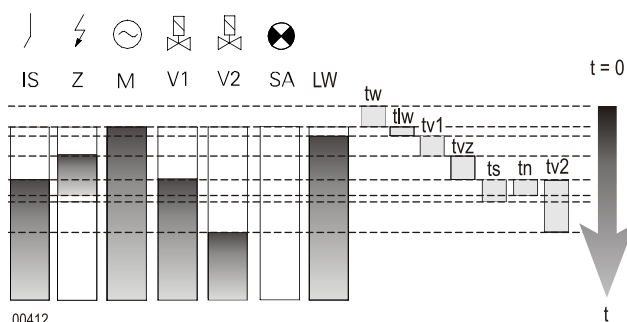 IS Z M V1 V2 SA LW
t = 0
tw
tlw
tv1
tvz
ts tn tv2
00412
t